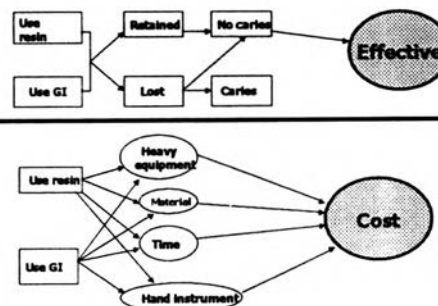 Use
resin
Retained
No caries
Effective
Use GI
Lost
Caries
Heavy
equipment
Use resin
Material
Cost
Time
Use GI
Hand instrument